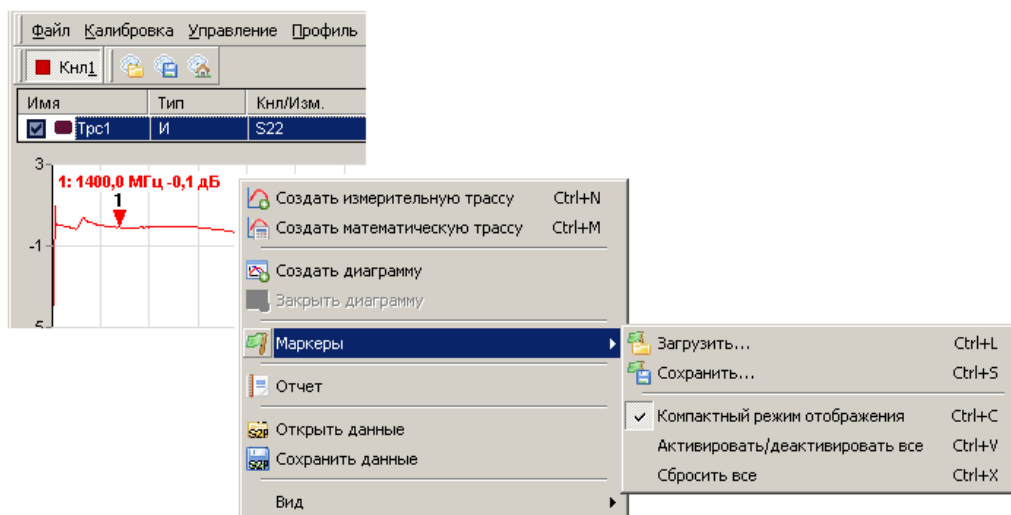 Файл Калибровка Управление Профиль
Кнл1
Имя Тип Кнл/Изм.
Трс1 И S22
3
1: 1400,0 МГц -0,1 дБ
1
-1
-5
Создать измерительную трассу Ctrl+N
Создать математическую трассу Ctrl+M
Создать диаграмму
Закрыть диаграмму
Маркеры
Отчет
S2P Открыть данные
S2P Сохранить данные
Вид
Загрузить... Ctrl+L
Сохранить... Ctrl+S
Компактный режим отображения Ctrl+C
Активировать/деактивировать все Ctrl+V
Сбросить все Ctrl+X